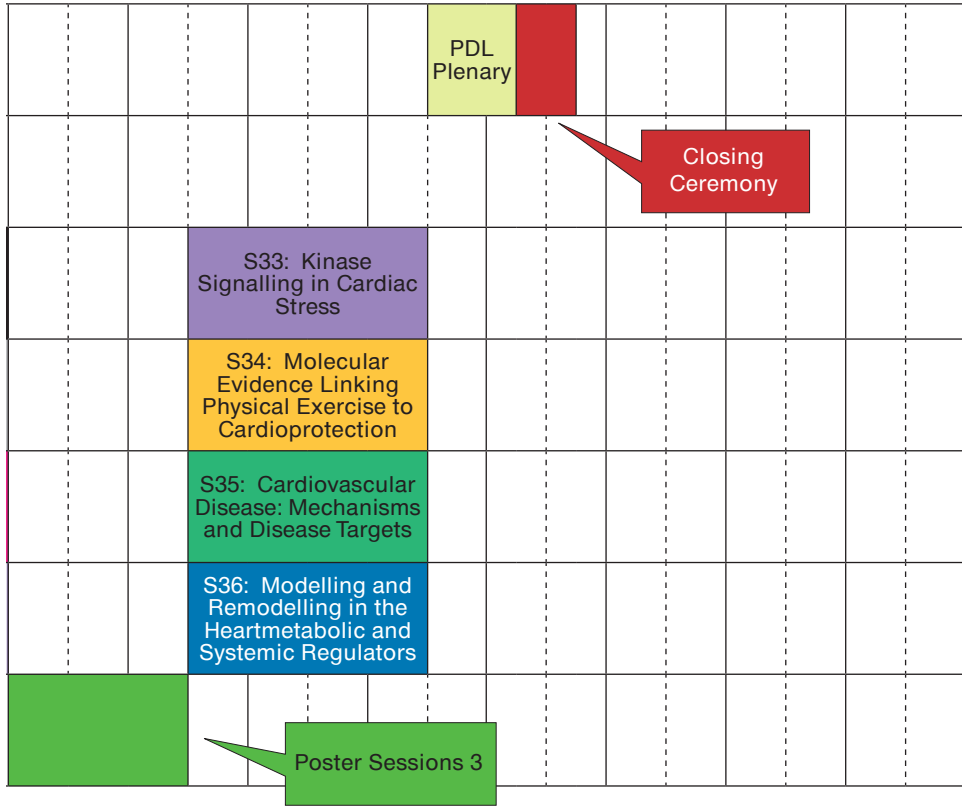 PDL
Plenary
Closing
Ceremony
S33: Kinase
Signalling in Cardiac
Stress
S34: Molecular
Evidence Linking
Physical Exercise to
Cardioprotection
S35: Cardiovascular
Disease: Mechanisms
and Disease Targets
S36: Modelling and
Remodelling in the
Heartmetabolic and
Systemic Regulators
Poster Sessions 3